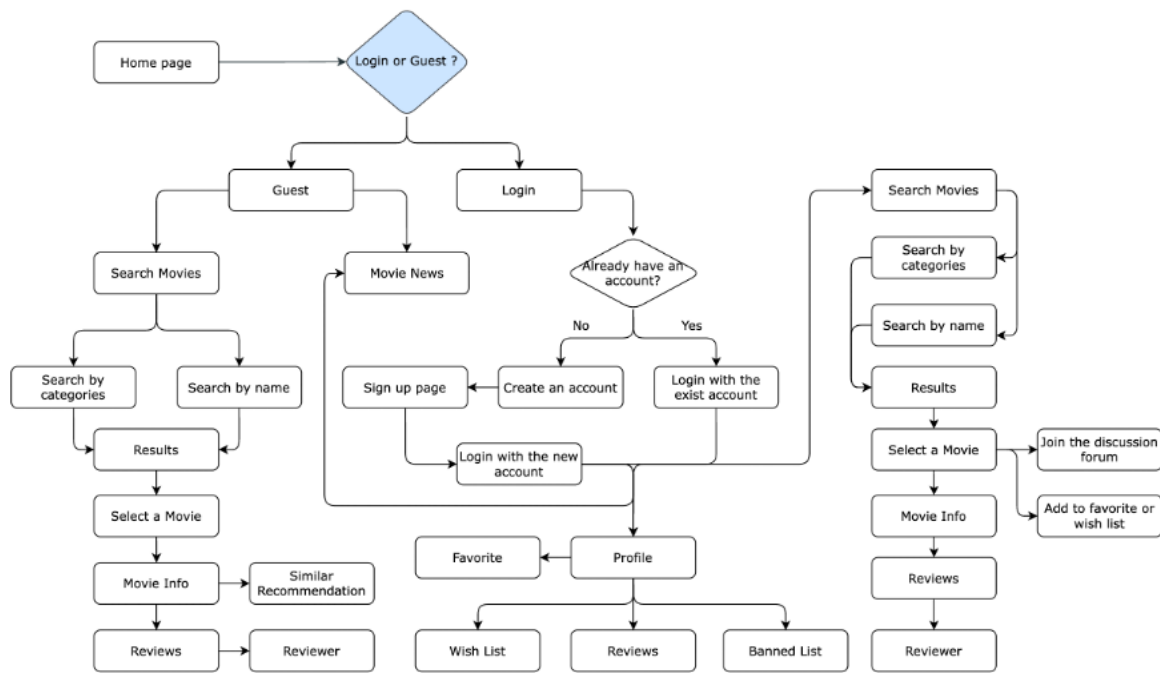 Home page
Login or Guest ?
Guest
Login
Search Movies
Search Movies
Movie News
Already have an
account?
Search by
categories
Search by name
No
Yes
Search by
categories
Search by name
Sign up page
Create an account
Login with the
exist account
Results
Results
Login with the new
account
Select a Movie
Join the discussion
forum
Select a Movie
Movie Info
Add to favorite or
wish list
Favorite
Profile
Movie Info
Similar
Recommendation
Reviews
Reviews
Reviewer
Wish List
Reviews
Banned List
Reviewer